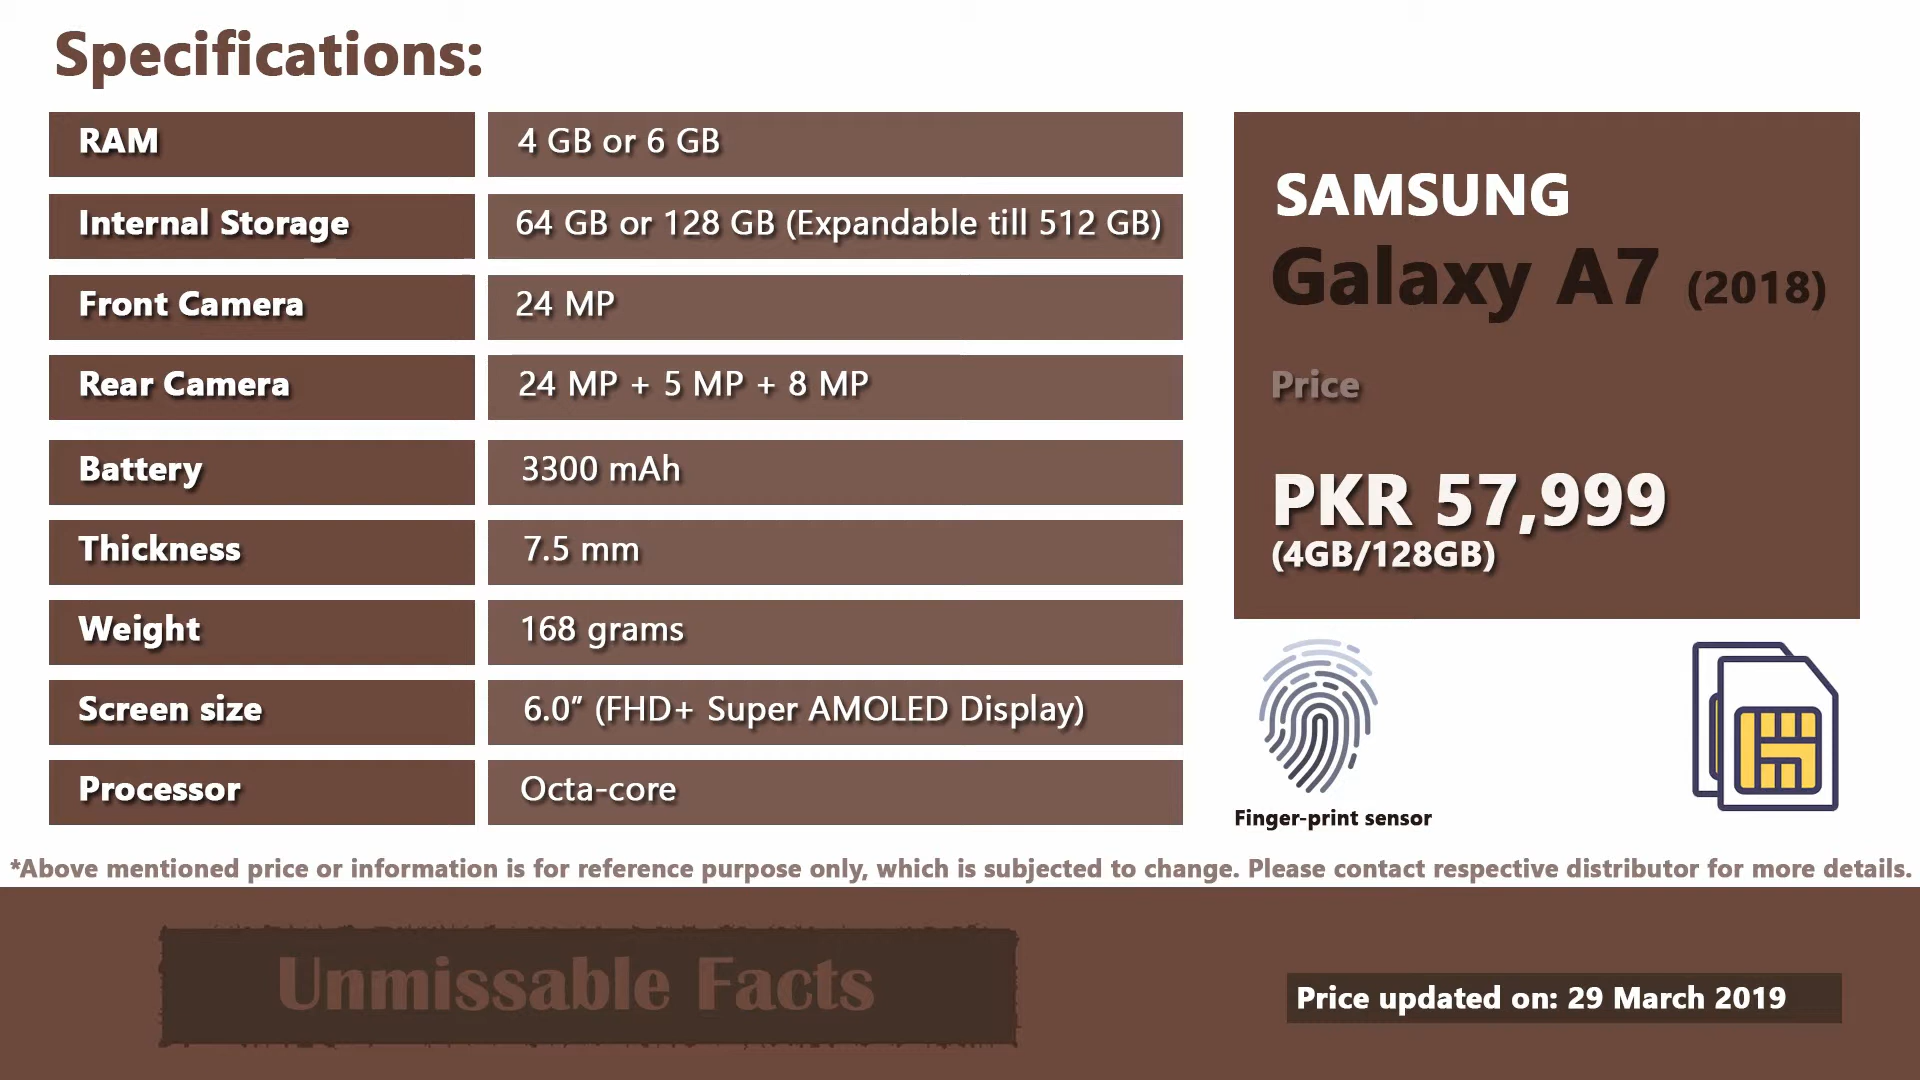 Specifications:
RAM
4 GB or 6 GB
Internal Storage
64 GB or 128 GB (Expandable till 512 GB)
Front Camera
24 MP
Rear Camera
24 MP + 5 MP + 8 MP
Battery
3300 mAh
Thickness
7.5 mm
Weight
168 grams
Screen size
6.0” (FHD+ Super AMOLED Display)
Processor
Octa-core
SAMSUNG
Galaxy A7 (2018)
Price
PKR 57,999
(4GB/128GB)
Finger-print sensor
*Above mentioned price or information is for reference purpose only, which is subjected to change. Please contact respective distributor for more details.
Unmissable Facts
Price updated on: 29 March 2019